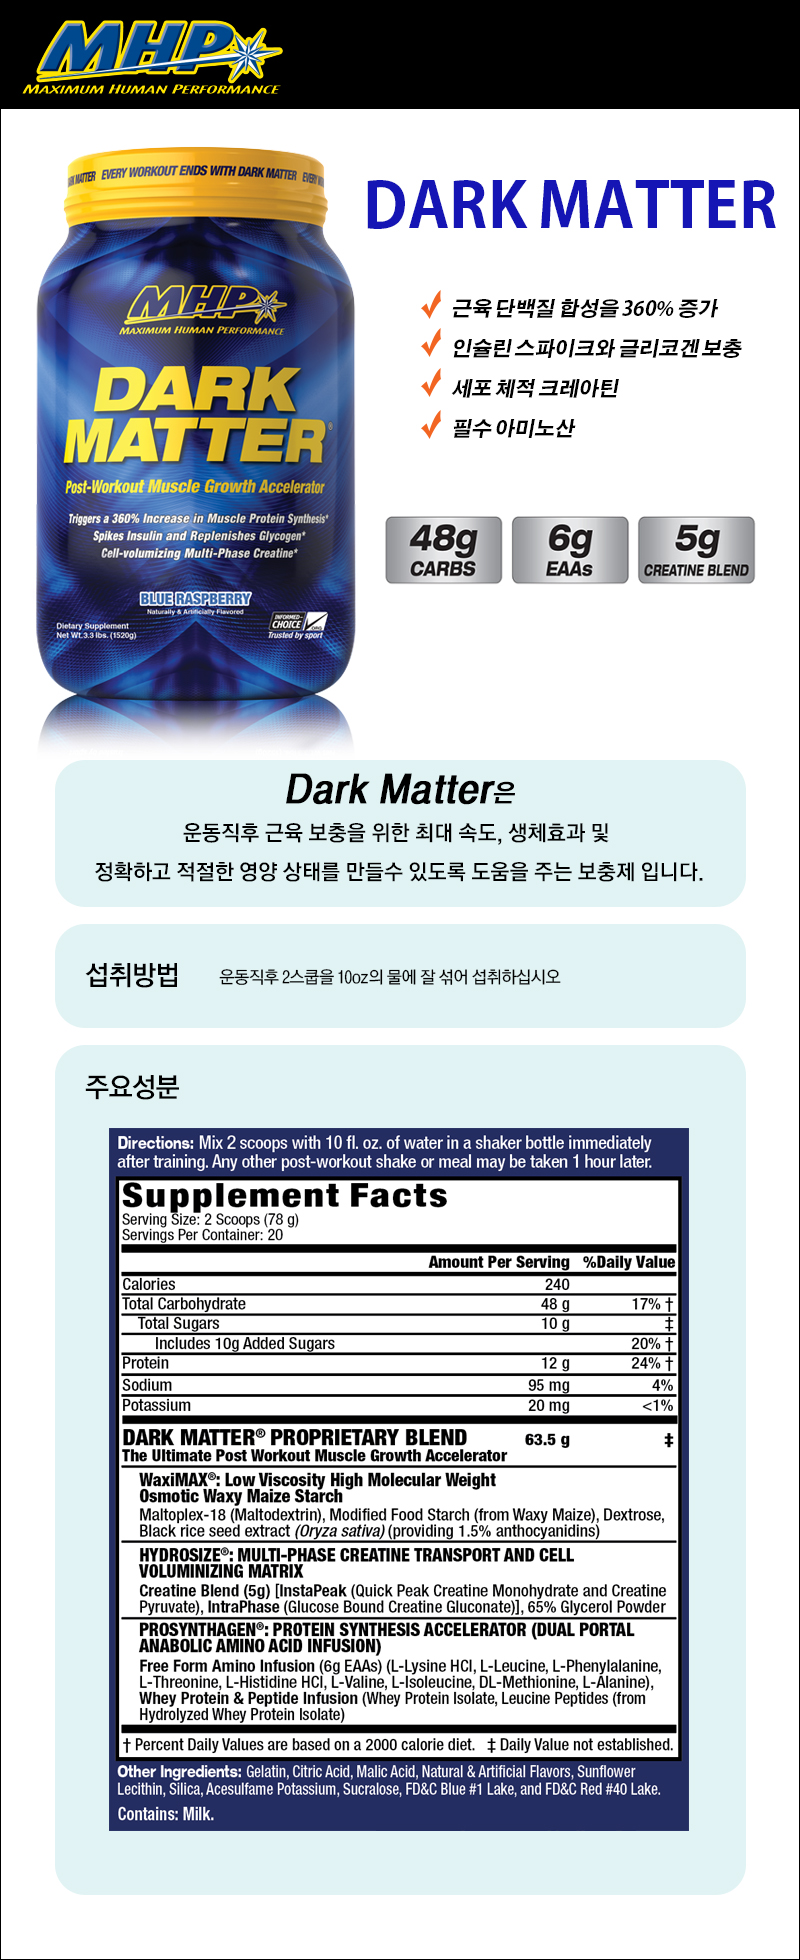 MHP
MAXIMUM HUMAN PERFORMANCE
DARK MATTER EVERY WORKOUT ENDS WITH DARK MATTER EVERY
DARK MATTER
MHP
MAXIMUM HUMAN PERFORMANCE
DARK
MATTER®
Post-Workout Muscle Growth Accelerator
Triggers a 360% Increase in Muscle Protein Synthesis*
Spikes Insulin and Replenishes Glycogen*
Cell-volumizing Multi-Phase Creatine*
BLUE RASPBERRY
Naturally & Artificially Flavored
Dietary Supplement
Net Wt.3.3 lbs. (1520g)
INFORMED-
CHOICE
Trusted by sport
근육 단백질 합성을 360% 증가
인슐린 스파이크와 글리코겐 보충
세포 체적 크레아틴
필수 아미노산
48g
CARBS
6g
EAAs
5g
CREATINE BLEND
Dark Matter은
운동직후 근육 보충을 위한 최대 속도, 생체효과 및
정확하고 적절한 영양 상태를 만들수 있도록 도움을 주는 보충제 입니다.
섭취방법 운동직후 2스쿱을 10oz의 물에 잘 섞어 섭취하십시오
주요성분
Directions: Mix 2 scoops with 10 fl. oz. of water in a shaker bottle immediately
after training. Any other post-workout shake or meal may be taken 1 hour later.
Supplement Facts
Serving Size: 2 Scoops (78 g)
Servings Per Container: 20
Amount Per Serving %Daily Value
Calories 240
Total Carbohydrate 48 g 17% †
Total Sugars 10 g ‡
Includes 10g Added Sugars 20% †
Protein 12 g 24% †
Sodium 95 mg 4%
Potassium 20 mg <1%
DARK MATTER® PROPRIETARY BLEND 63.5 g ‡
The Ultimate Post Workout Muscle Growth Accelerator
WaxiMAX®: Low Viscosity High Molecular Weight
Osmotic Waxy Maize Starch
Maltoplex-18 (Maltodextrin), Modified Food Starch (from Waxy Maize), Dextrose,
Black rice seed extract (Oryza sativa) (providing 1.5% anthocyanidins)
HYDROSIZE®: MULTI-PHASE CREATINE TRANSPORT AND CELL
VOLUMINIZING MATRIX
Creatine Blend (5g) [InstaPeak (Quick Peak Creatine Monohydrate and Creatine
Pyruvate), IntraPhase (Glucose Bound Creatine Gluconate)], 65% Glycerol Powder
PROSYNTHAGEN®: PROTEIN SYNTHESIS ACCELERATOR (DUAL PORTAL
ANABOLIC AMINO ACID INFUSION)
Free Form Amino Infusion (6g EAAs) (L-Lysine HCl, L-Leucine, L-Phenylalanine,
L-Threonine, L-Histidine HCl, L-Valine, L-Isoleucine, DL-Methionine, L-Alanine),
Whey Protein & Peptide Infusion (Whey Protein Isolate, Leucine Peptides (from
Hydrolyzed Whey Protein Isolate)
† Percent Daily Values are based on a 2000 calorie diet. ‡ Daily Value not established.
Other Ingredients: Gelatin, Citric Acid, Malic Acid, Natural & Artificial Flavors, Sunflower
Lecithin, Silica, Acesulfame Potassium, Sucralose, FD&C Blue #1 Lake, and FD&C Red #40 Lake.
Contains: Milk.